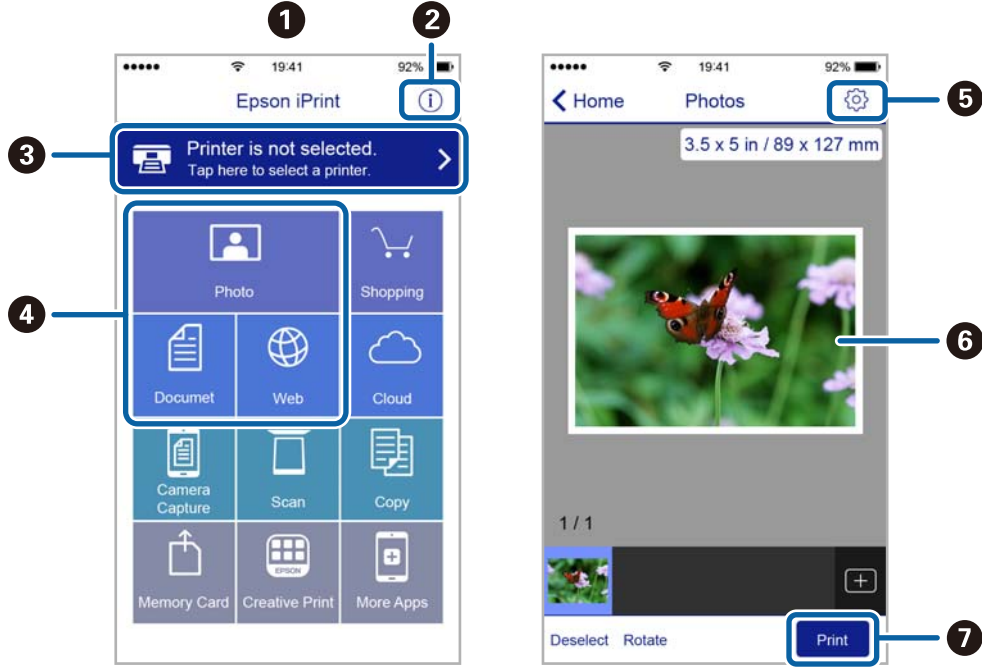 1
2
19:41
92%
Epson iPrint
i
3
Printer is not selected.
Tap here to select a printer.
4
Photo
Shopping
Documet
Web
Cloud
Camera
Capture
Scan
Copy
EPSON
Memory Card
Creative Print
More Apps
19:41
92%
Home
Photos
5
3.5 x 5 in / 89 x 127 mm
6
1 / 1
Deselect
Rotate
Print
7